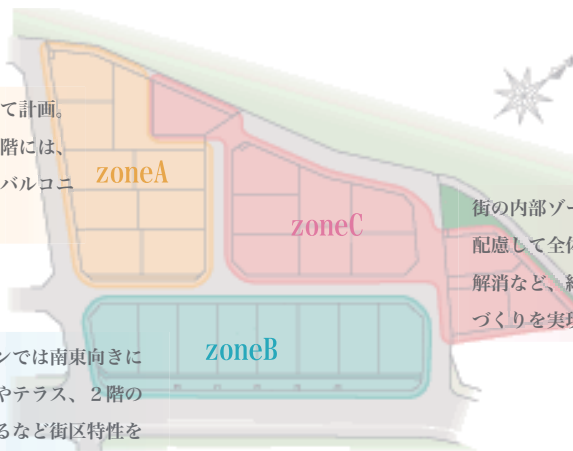 て計画。
階には、
バルコニ
zoneA
zoneC
街の内部ゾー
配慮して全体
解消など、
づくりを実現
zoneB
ンでは南東向きに
やテラス、２階の
るなど街区特性を